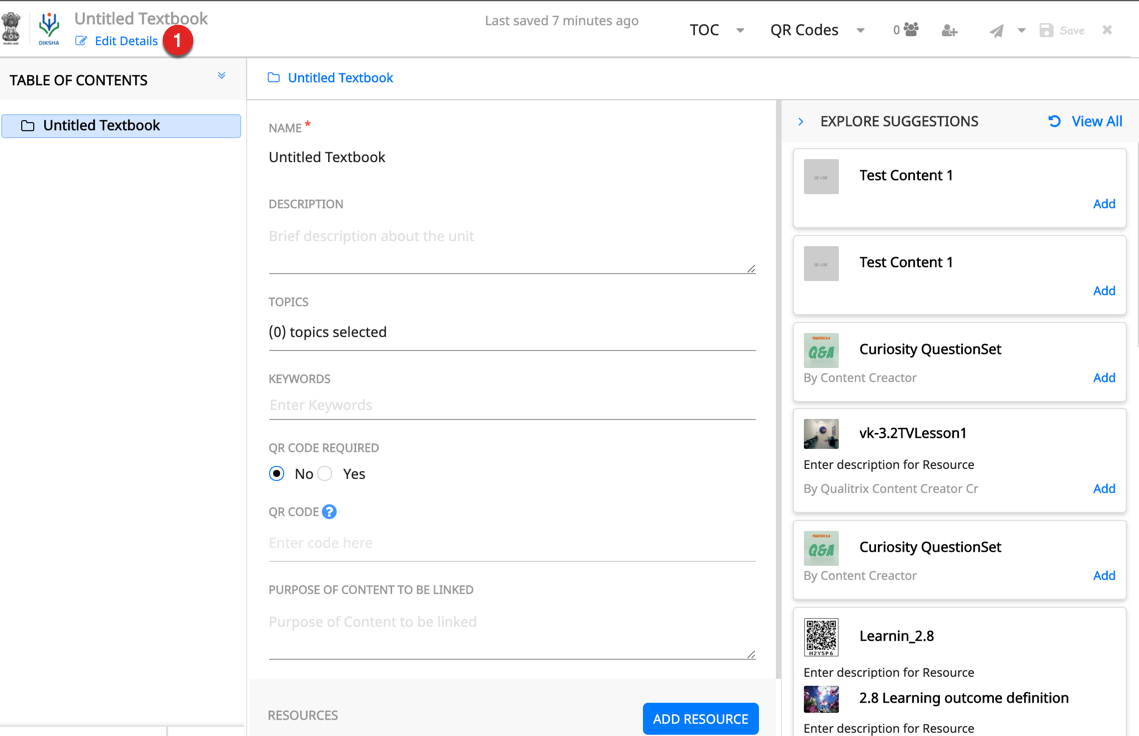 Untitled Textbook
DIKSHA
Edit Details
1
Last saved 7 minutes ago
TOC
QR Codes
0
Save
TABLE OF CONTENTS
Untitled Textbook
Untitled Textbook
NAME *
Untitled Textbook
DESCRIPTION
Brief description about the unit
TOPICS
(0) topics selected
KEYWORDS
Enter Keywords
QR CODE REQUIRED
No Yes
QR CODE ?
Enter code here
PURPOSE OF CONTENT TO BE LINKED
Purpose of Content to be linked
RESOURCES
ADD RESOURCE
EXPLORE SUGGESTIONS
View All
Test Content 1
Add
Test Content 1
Add
Q&A
Curiosity QuestionSet
By Content Creactor
Add
vk-3.2TVLesson1
Enter description for Resource
By Qualitrix Content Creator Cr
Add
Q&A
Curiosity QuestionSet
By Content Creactor
Add
H2Y5P6
Learnin_2.8
Enter description for Resource
2.8 Learning outcome definition
Enter description for Resource